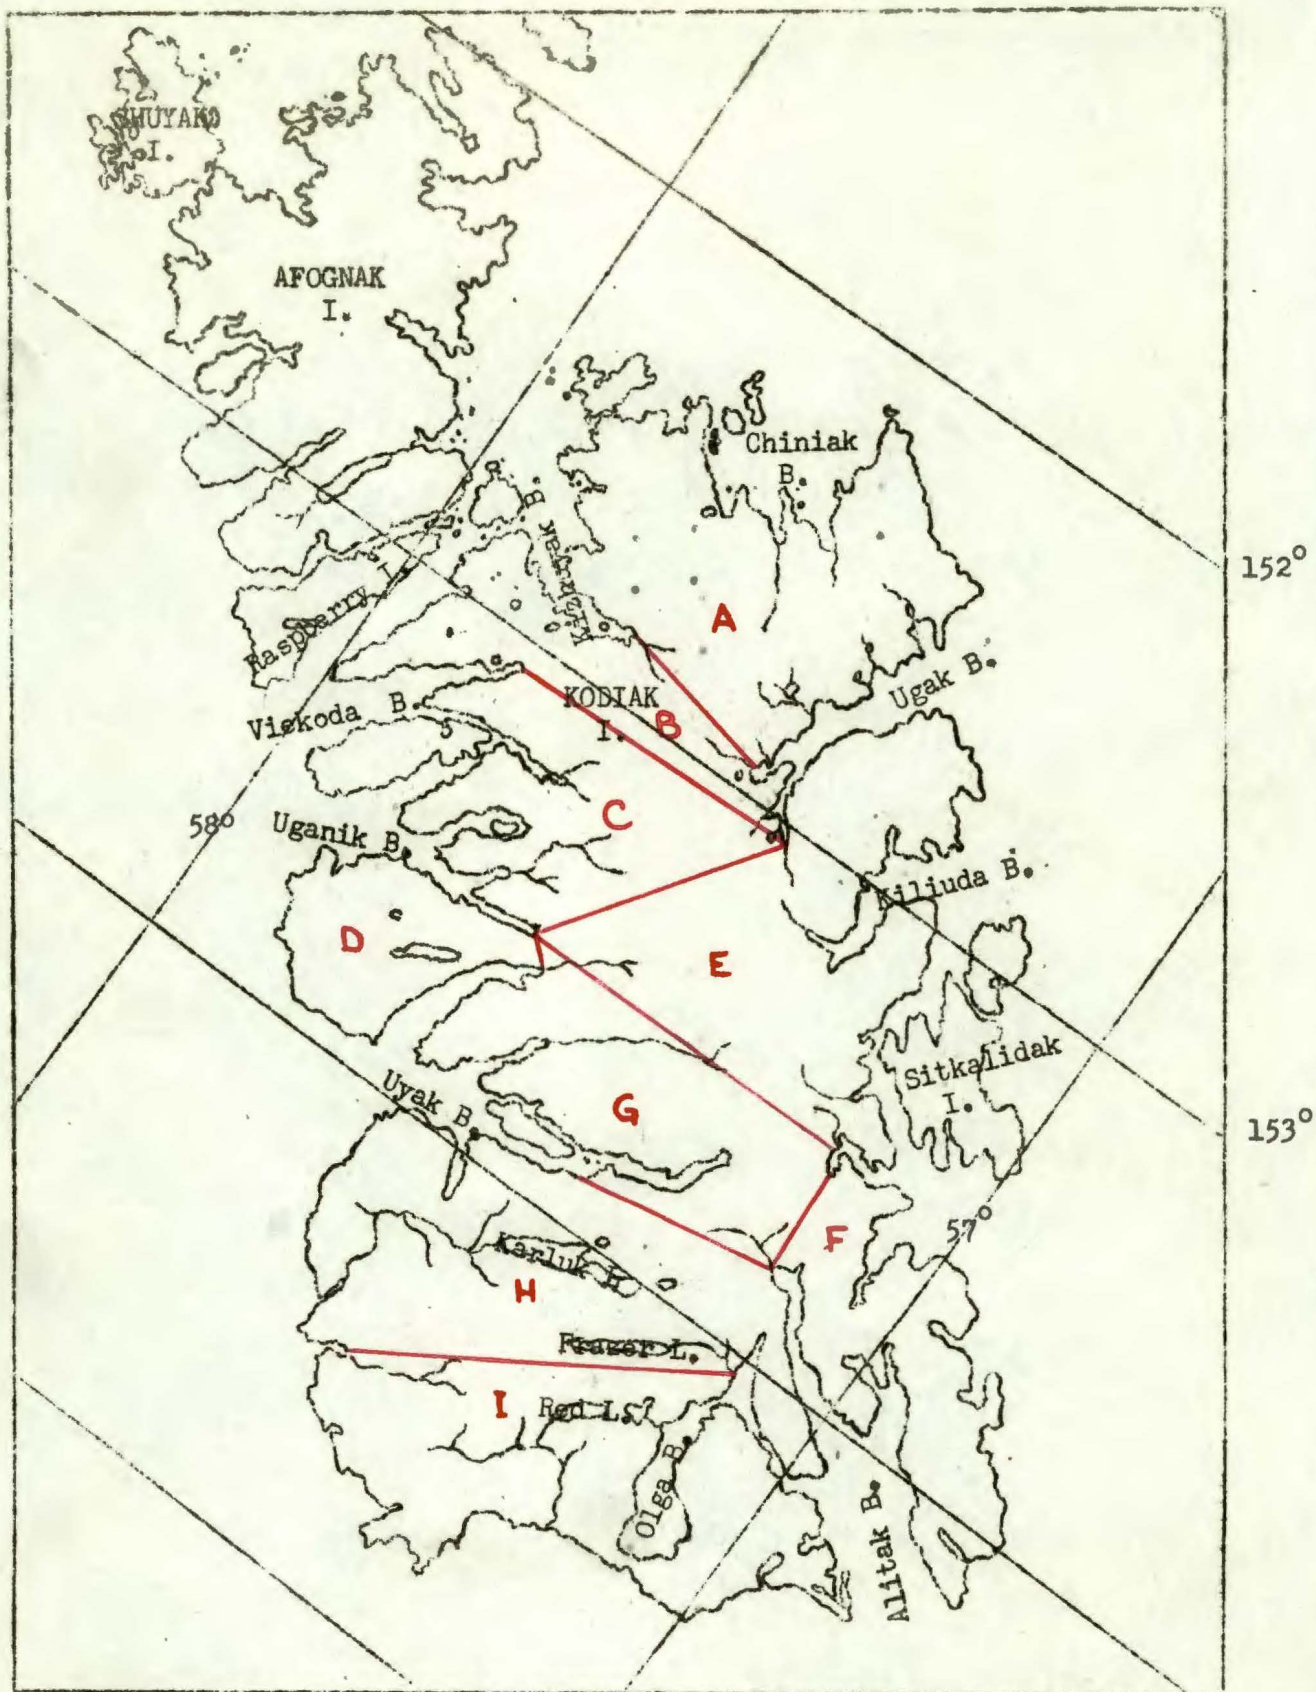 SHUYAKO
I.
AFOGNAK
I.
Chiniak
B.
Kizhuyak B.
152°
A
Raspberry I.
Ugak B.
KODIAK
I.
B
Viekoda B.
C
58°
Uganik B.
Kiliuda B.
D
E
Sitkalidak
I.
Uyak B.
G
153°
F
57°
Karluk
H
Frazer L.
I
Red L.
Olga B.
Alitak B.